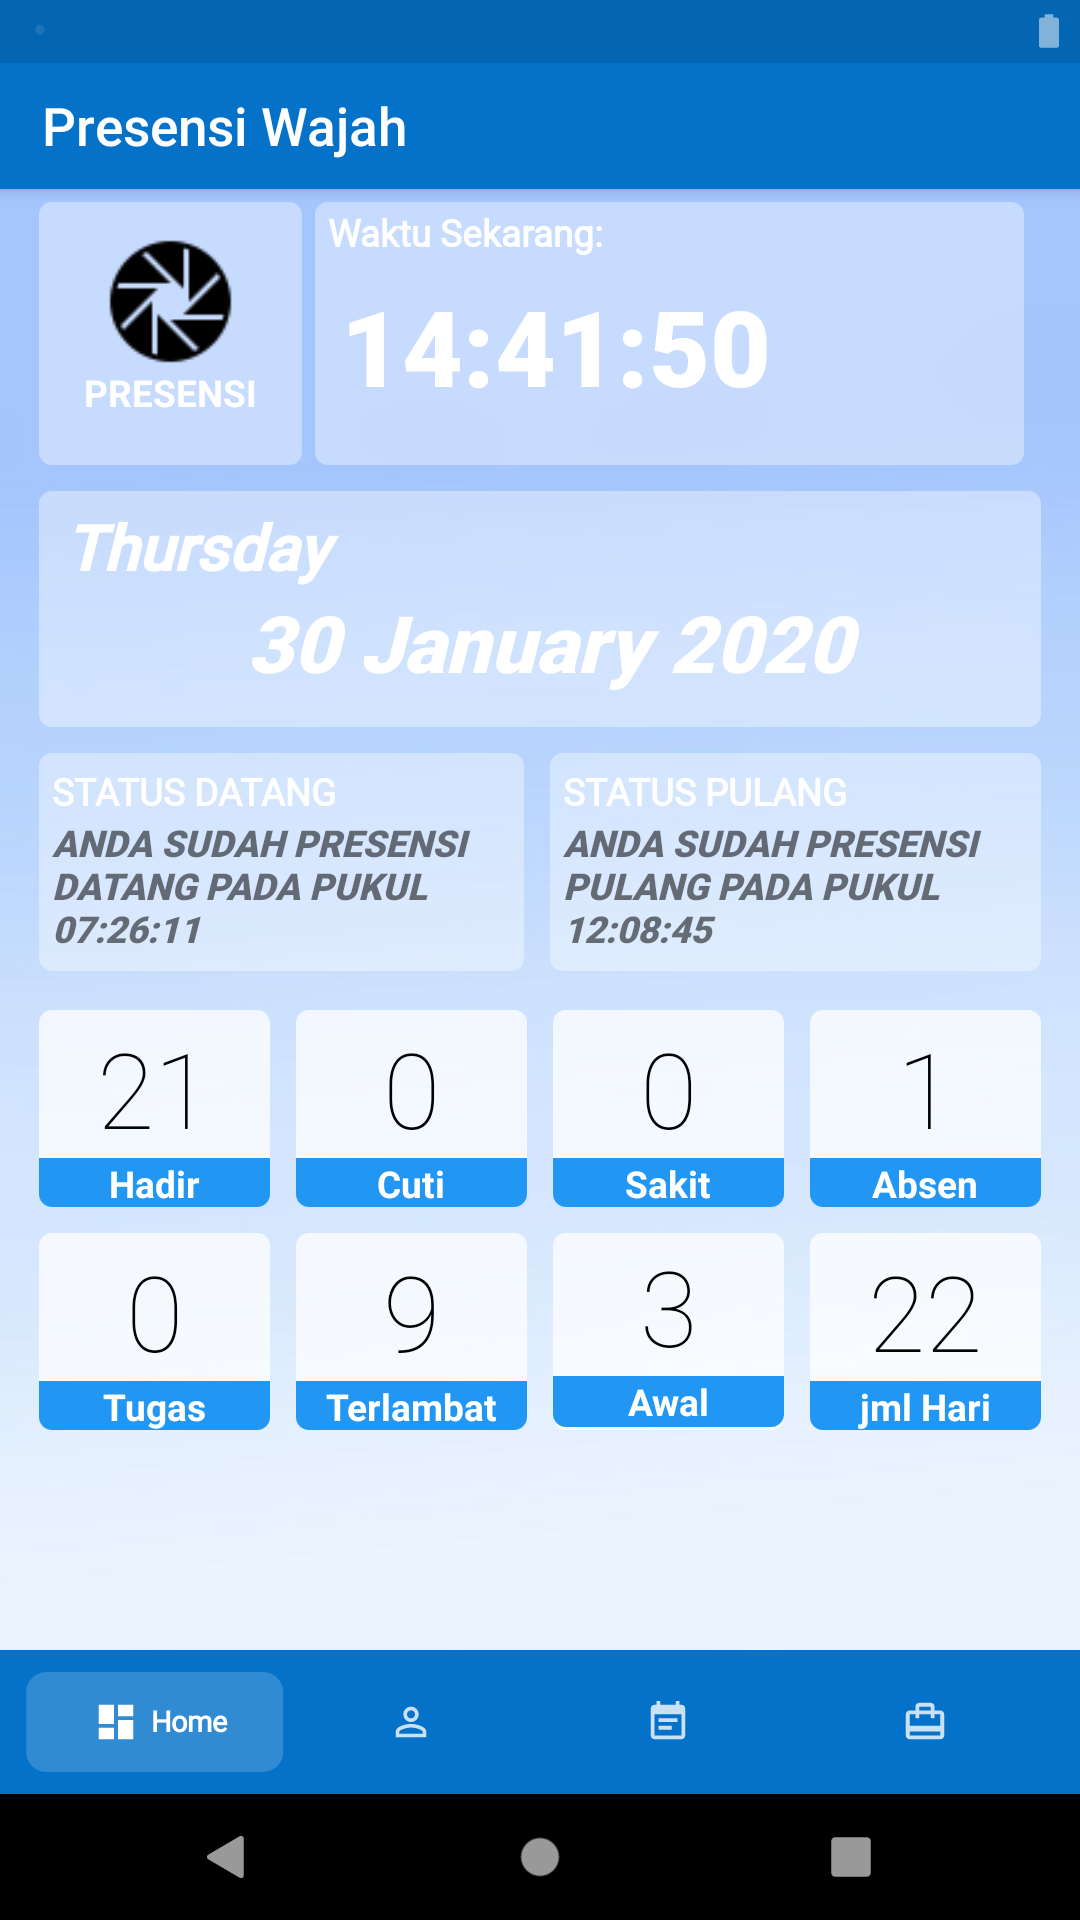 Presensi Wajah
PRESENSI
Waktu Sekarang:
14:41:50
Thursday
30 January 2020
STATUS DATANG
ANDA SUDAH PRESENSI
DATANG PADA PUKUL
07:26:11
STATUS PULANG
ANDA SUDAH PRESENSI
PULANG PADA PUKUL
12:08:45
21
Hadir
0
Cuti
0
Sakit
1
Absen
0
Tugas
9
Terlambat
3
Awal
22
jml Hari
Home